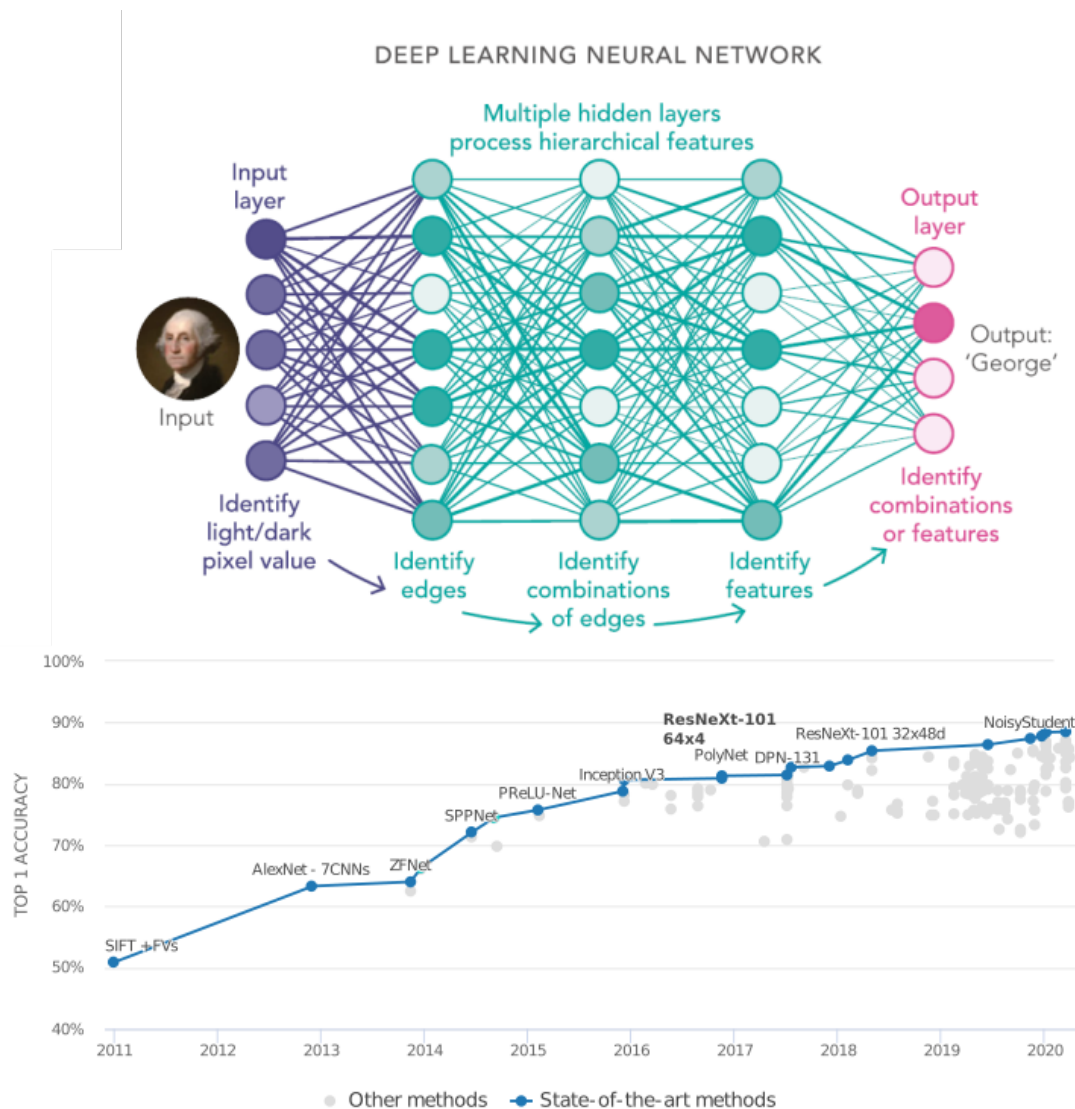 DEEP LEARNING NEURAL NETWORK
Multiple hidden layers
process hierarchical features
Input
layer
Output
layer
Input
Output:
'George'
Identify
light/dark
pixel value
Identify
edges
Identify
combinations
of edges
Identify
features
Identify
combinations
or features
100%
90%
80%
70%
60%
50%
40%
TOP 1 ACCURACY
SIFT +FVs
AlexNet - 7CNNs
ZFNet
SPPNet
PReLU-Net
Inception V3
ResNeXt-101
64x4
PolyNet
DPN-131
ResNeXt-101 32x48d
NoisyStudent
2011
2012
2013
2014
2015
2016
2017
2018
2019
2020
Other methods
State-of-the-art methods